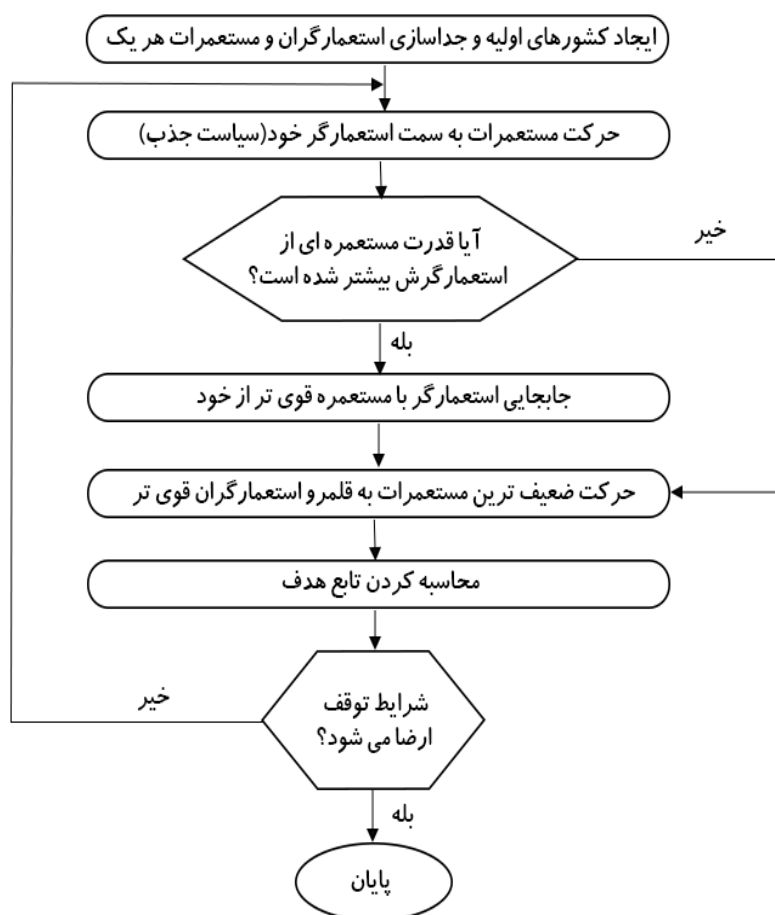 ایجاد کشورهای اولیه و جداسازی استعمارگران و مستعمرات هر یک
حرکت مستعمرات به سمت استعمارگر خود(سیاست جذب)
آیا قدرت مستعمره ای از
استعمارگرش بیشتر شده است؟
خیر
بله
جابجایی استعمارگر با مستعمره قوی تر از خود
حرکت ضعیف ترین مستعمرات به قلمرو استعمارگران قوی تر
محاسبه کردن تابع هدف
شرایط توقف
ارضا می شود؟
خیر
بله
پایان